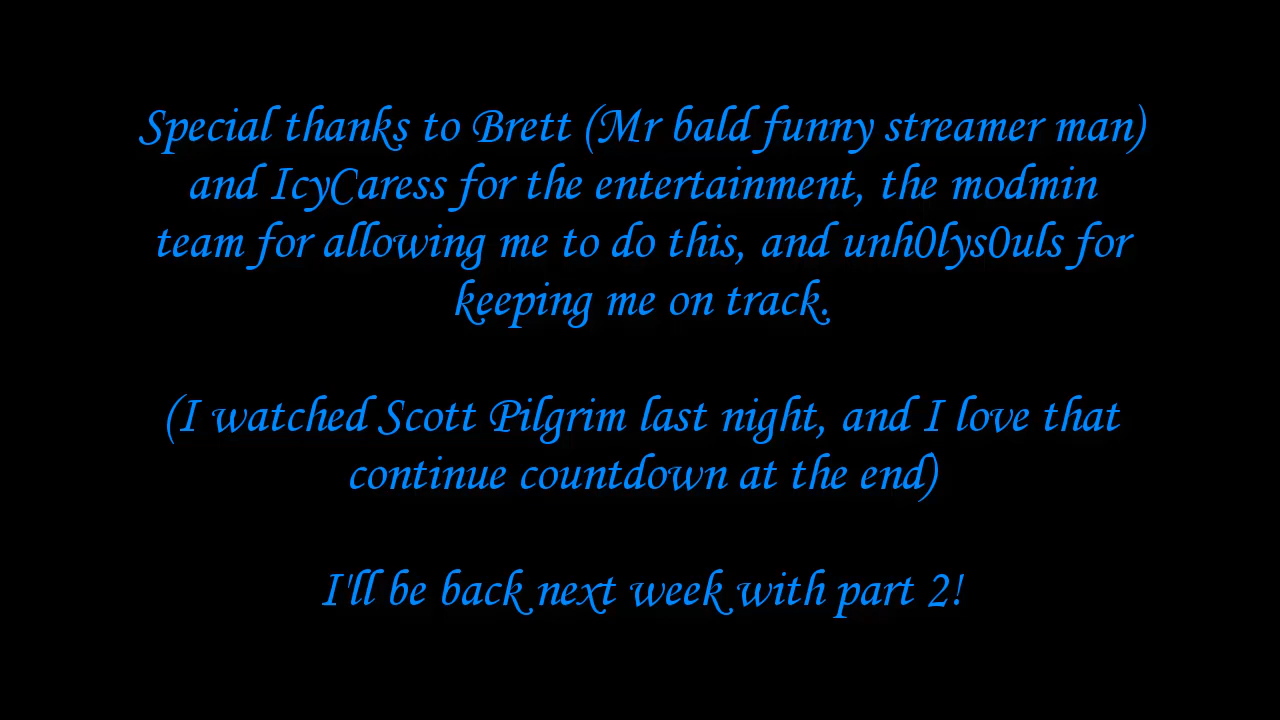 Special thanks to Brett (Mr bald funny streamer man)
and IcyCaress for the entertainment, the modmin
team for allowing me to do this, and unh0lys0uls for
keeping me on track.
(I watched Scott Pilgrim last night, and I love that
continue countdown at the end)
I'll be back next week with part 2!